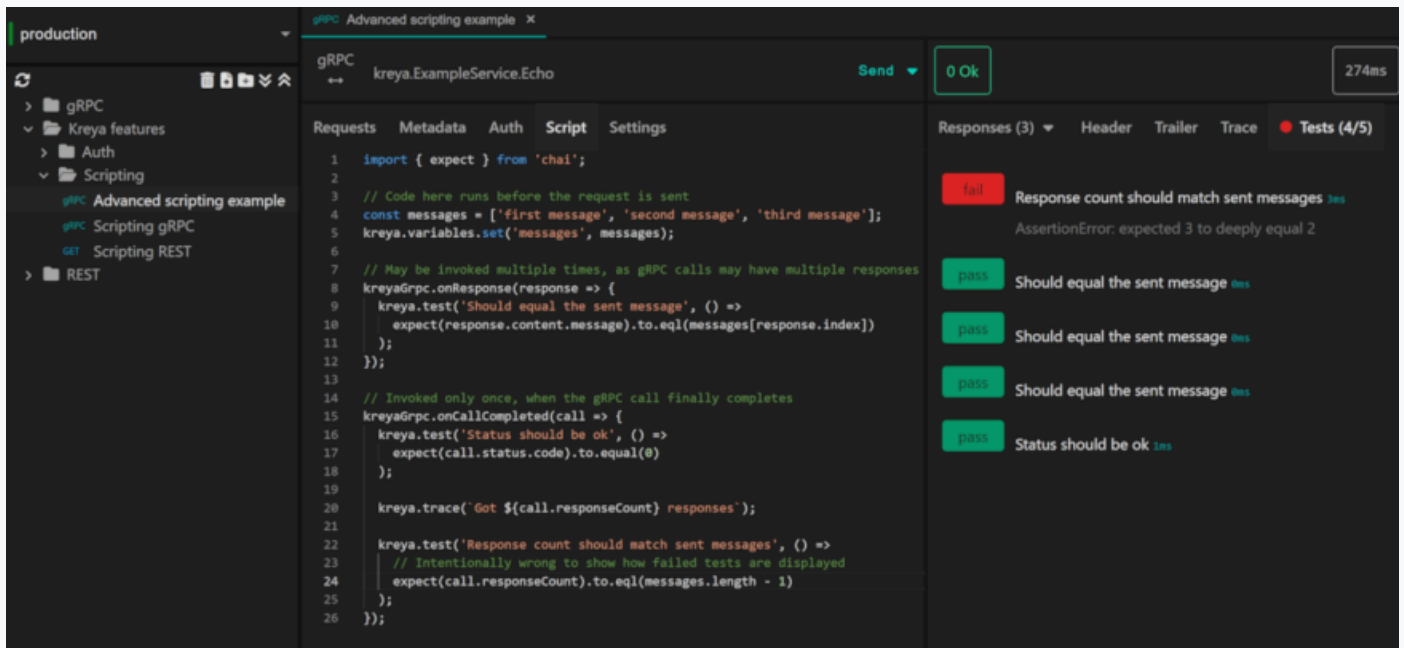 production
gRPC
Kreya features
Auth
Scripting
gRPC Advanced scripting example
gRPC Scripting gRPC
GET Scripting REST
REST
gRPC Advanced scripting example ×
gRPC
kreya.ExampleService.Echo
Send
Requests Metadata Auth Script Settings
1 import { expect } from 'chai';
2
3 // Code here runs before the request is sent
4 const messages = ['first message', 'second message', 'third message'];
5 kreya.variables.set('messages', messages);
6
7 // May be invoked multiple times, as gRPC calls may have multiple responses
8 kreyaGrpc.onResponse(response => {
9 kreya.test('Should equal the sent message', () =>
10 expect(response.content.message).to.eql(messages[response.index])
11 );
12 });
13
14 // Invoked only once, when the gRPC call finally completes
15 kreyaGrpc.onCallCompleted(call => {
16 kreya.test('Status should be ok', () =>
17 expect(call.status.code).to.equal(0)
18 );
19
20 kreya.trace(`Got ${call.responseCount} responses`);
21
22 kreya.test('Response count should match sent messages', () =>
23 // Intentionally wrong to show how failed tests are displayed
24 expect(call.responseCount).to.eql(messages.length - 1)
25 );
26 });
0 Ok
274ms
Responses (3) Header Trailer Trace Tests (4/5)
fail Response count should match sent messages 3ms
AssertionError: expected 3 to deeply equal 2
pass Should equal the sent message 0ms
pass Should equal the sent message 0ms
pass Should equal the sent message 0ms
pass Status should be ok 1ms